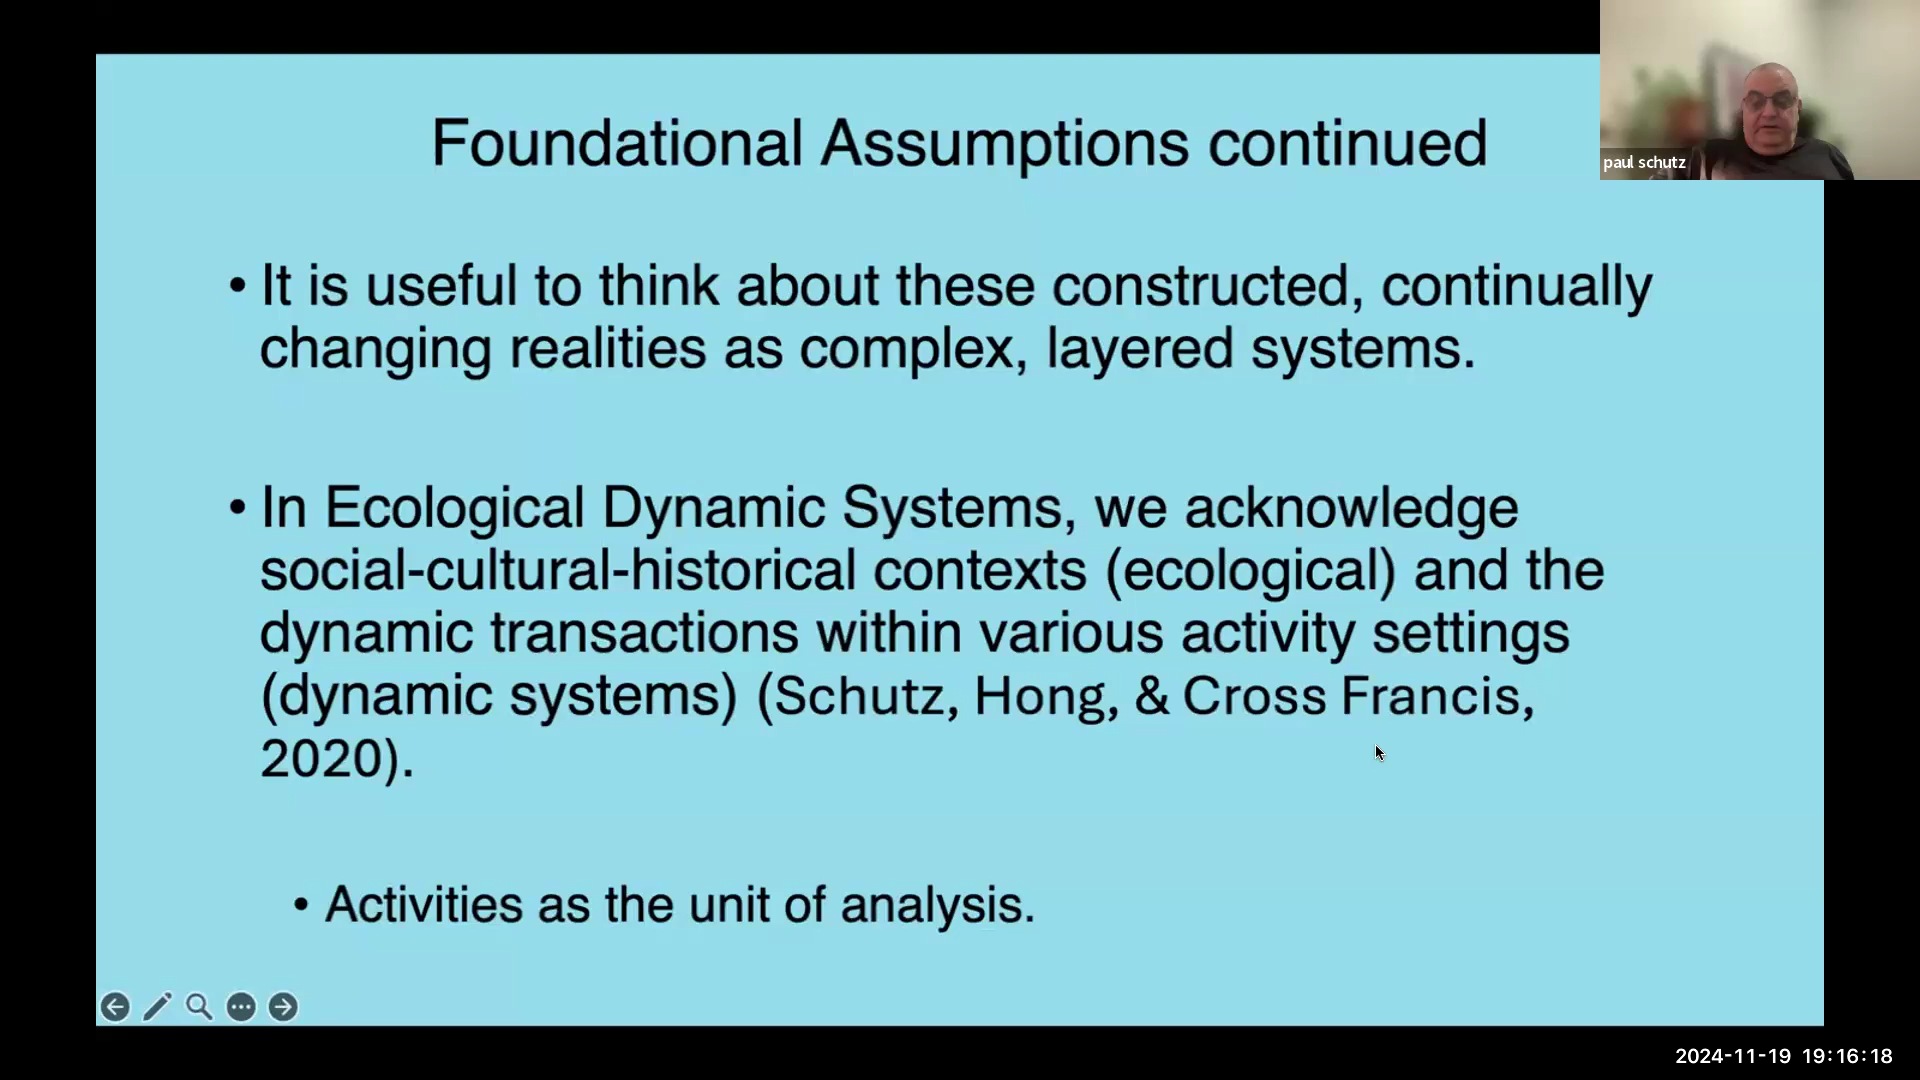 Foundational Assumptions continued
paul schutz
• It is useful to think about these constructed, continually
changing realities as complex, layered systems.
• In Ecological Dynamic Systems, we acknowledge
social-cultural-historical contexts (ecological) and the
dynamic transactions within various activity settings
(dynamic systems) (Schutz, Hong, & Cross Francis,
2020).
• Activities as the unit of analysis.
2024-11-19 19:16:18